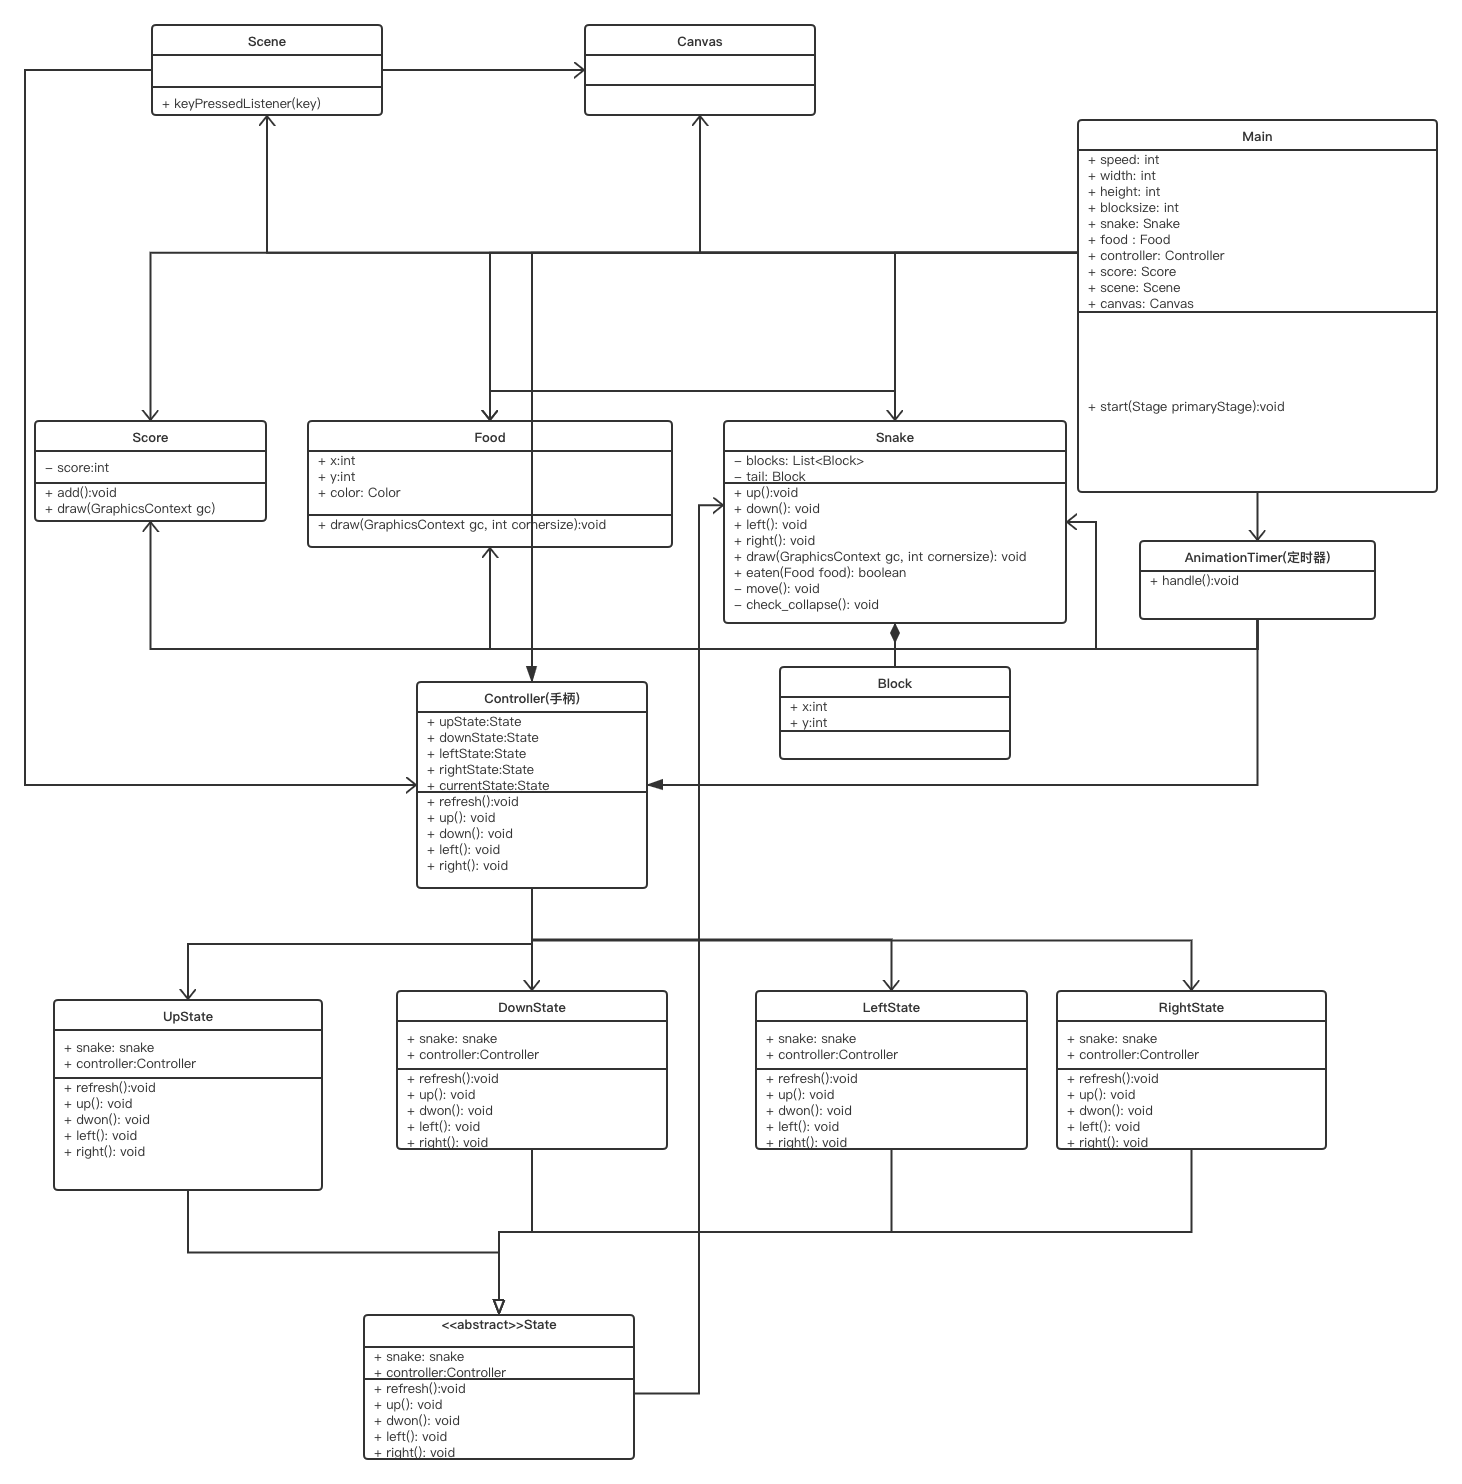 Scene
+ keyPressedListener(key)
Canvas
Main
+ speed: int
+ width: int
+ height: int
+ blocksize: int
+ snake: Snake
+ food : Food
+ controller: Controller
+ score: Score
+ scene: Scene
+ canvas: Canvas
+ start(Stage primaryStage):void
Score
– score:int
+ add():void
+ draw(GraphicsContext gc)
Food
+ x:int
+ y:int
+ color: Color
+ draw(GraphicsContext gc, int cornersize):void
Snake
– blocks: List<Block>
– tail: Block
+ up():void
+ down(): void
+ left(): void
+ right(): void
+ draw(GraphicsContext gc, int cornersize): void
+ eaten(Food food): boolean
– move(): void
– check_collapse(): void
AnimationTimer(定时器)
+ handle():void
Block
+ x:int
+ y:int
Controller(手柄)
+ upState:State
+ downState:State
+ leftState:State
+ rightState:State
+ currentState:State
+ refresh():void
+ up(): void
+ down(): void
+ left(): void
+ right(): void
UpState
+ snake: snake
+ controller:Controller
+ refresh():void
+ up(): void
+ dwon(): void
+ left(): void
+ right(): void
DownState
+ snake: snake
+ controller:Controller
+ refresh():void
+ up(): void
+ dwon(): void
+ left(): void
+ right(): void
LeftState
+ snake: snake
+ controller:Controller
+ refresh():void
+ up(): void
+ dwon(): void
+ left(): void
+ right(): void
RightState
+ snake: snake
+ controller:Controller
+ refresh():void
+ up(): void
+ dwon(): void
+ left(): void
+ right(): void
<<abstract>>State
+ snake: snake
+ controller:Controller
+ refresh():void
+ up(): void
+ dwon(): void
+ left(): void
+ right(): void